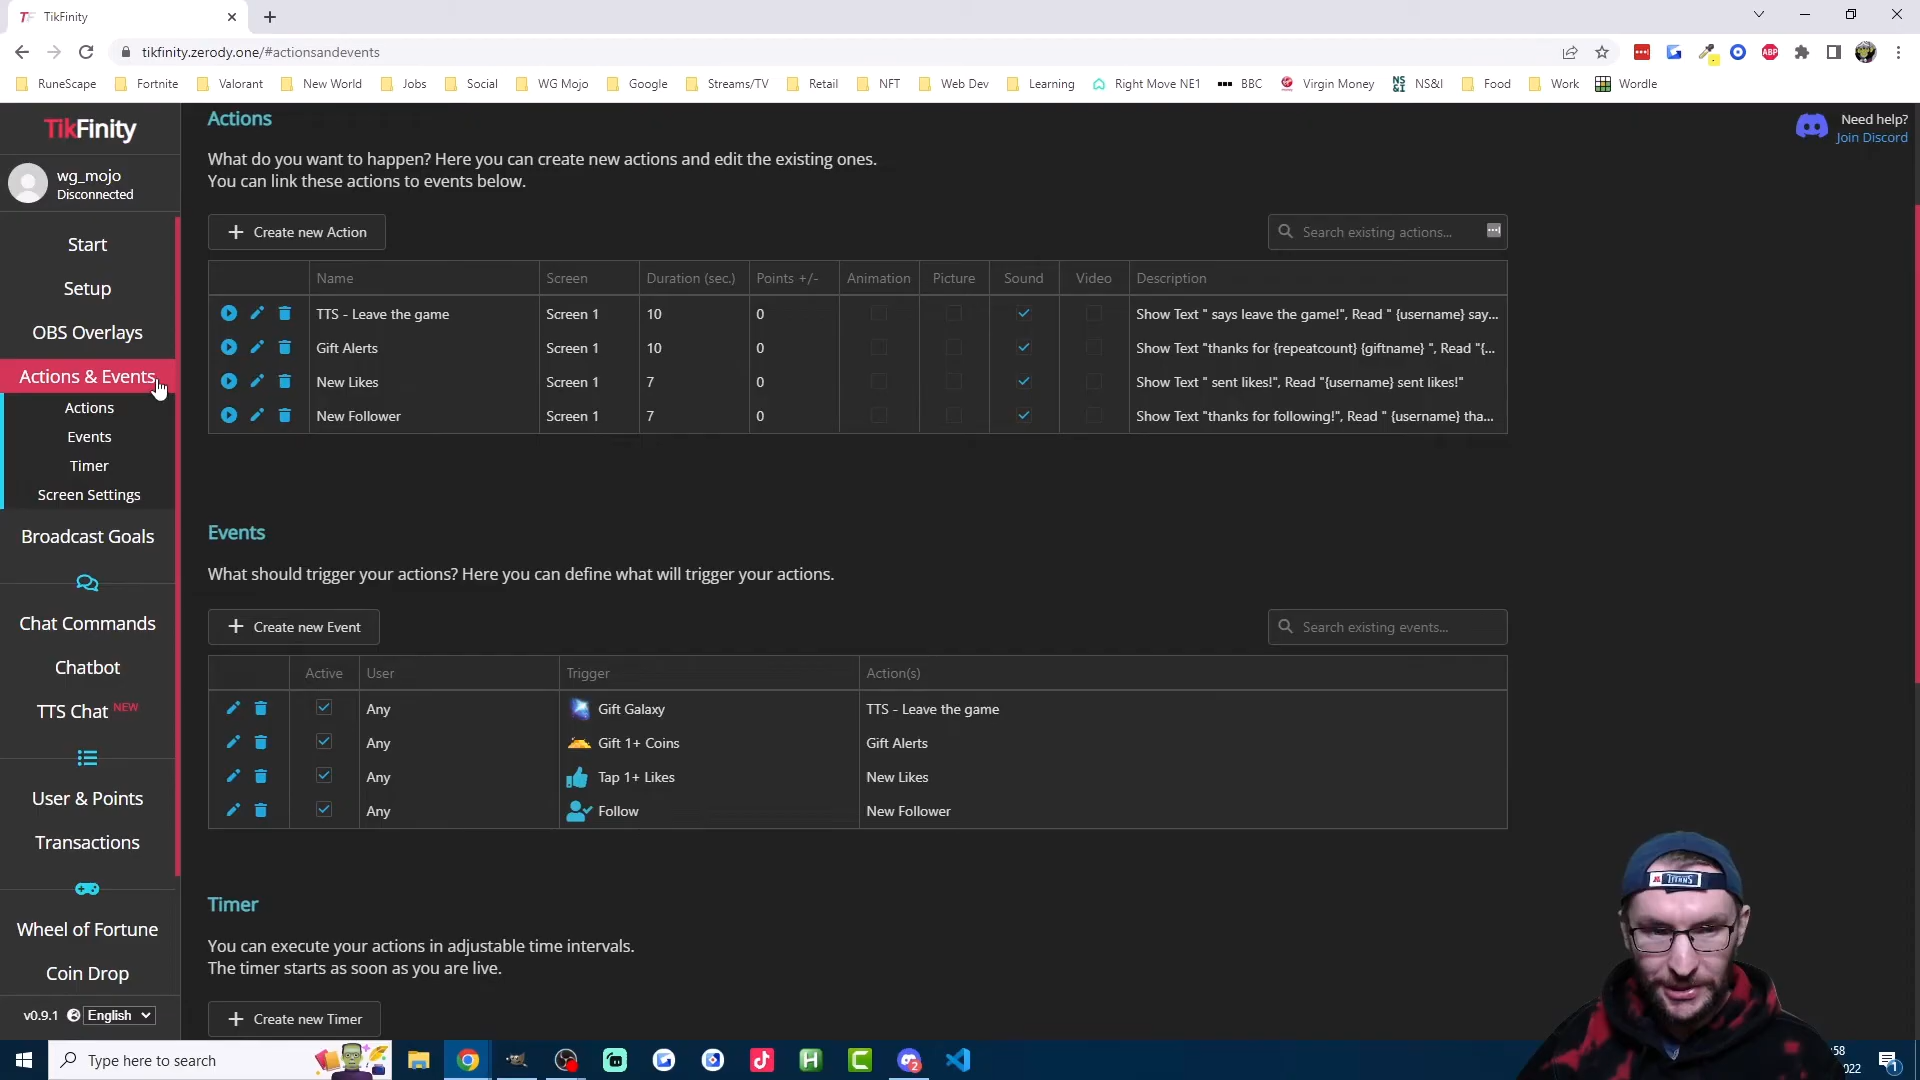 TikFinity
tikfinity.zerody.one/#actionsandevents
RuneScape Fortnite Valorant New World Jobs Social WG Mojo Google Streams/TV Retail NFT Web Dev Learning Right Move NE1 BBC Virgin Money NS&I Food Work Wordle
TikFinity
wg_mojo
Disconnected
Start
Setup
OBS Overlays
Actions & Events
Actions
Events
Timer
Screen Settings
Broadcast Goals
Chat Commands
Chatbot
TTS Chat NEW
User & Points
Transactions
Wheel of Fortune
Coin Drop
v0.9.1 English
Need help?
Join Discord
Actions
What do you want to happen? Here you can create new actions and edit the existing ones.
You can link these actions to events below.
Create new Action
Search existing actions...
Name Screen Duration (sec.) Points +/- Animation Picture Sound Video Description
TTS - Leave the game Screen 1 10 0 Show Text " says leave the game!", Read " {username} say...
Gift Alerts Screen 1 10 0 Show Text "thanks for {repeatcount} {giftname} ", Read "{...
New Likes Screen 1 7 0 Show Text " sent likes!", Read "{username} sent likes!"
New Follower Screen 1 7 0 Show Text "thanks for following!", Read " {username} tha...
Events
What should trigger your actions? Here you can define what will trigger your actions.
Create new Event
Search existing events...
Active User Trigger Action(s)
Any Gift Galaxy TTS - Leave the game
Any Gift 1+ Coins Gift Alerts
Any Tap 1+ Likes New Likes
Any Follow New Follower
Timer
You can execute your actions in adjustable time intervals.
The timer starts as soon as you are live.
Create new Timer
TITANS
Type here to search
:58
022